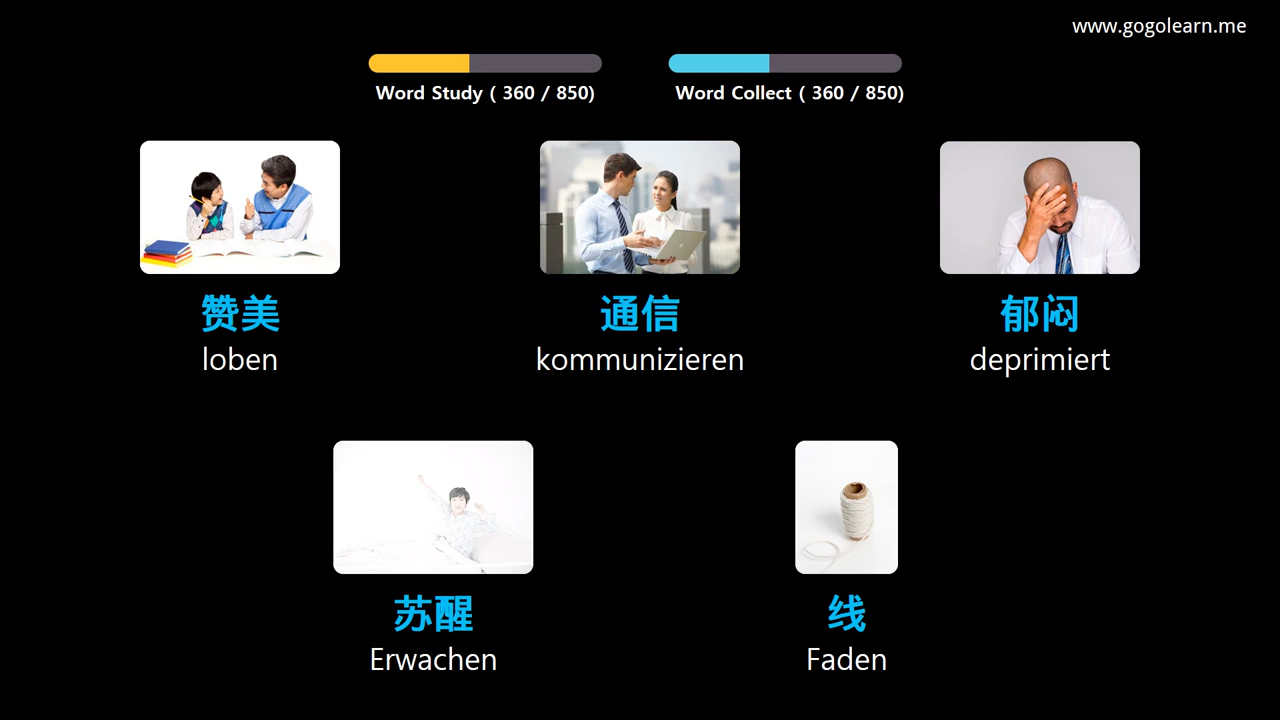 www.gogolearn.me
Word Study ( 360 / 850)
Word Collect ( 360 / 850)
赞美
loben
通信
kommunizieren
郁闷
deprimiert
苏醒
Erwachen
线
Faden